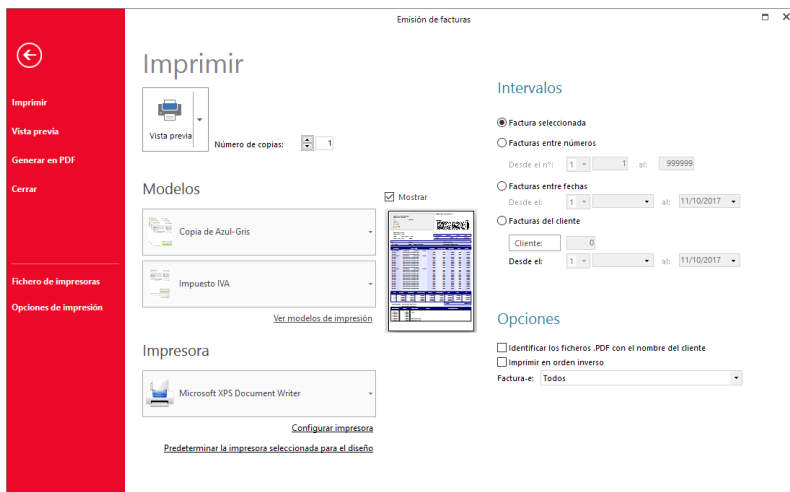 Emisión de facturas
Imprimir
Vista previa
Generar en PDF
Cerrar
Fichero de impresoras
Opciones de impresión
Imprimir
Vista previa
Número de copias: 1
Modelos
Mostrar
Copia de Azul-Gris
Impuesto IVA
Ver modelos de impresión
Impresora
Microsoft XPS Document Writer
Configurar impresora
Predeterminar la impresora seleccionada para el diseño
Intervalos
Factura seleccionada
Facturas entre números
Desde el nº: 1 1 al: 999999
Facturas entre fechas
Desde el: 1 al: 11/10/2017
Facturas del cliente
Cliente: 0
Desde el: 1 al: 11/10/2017
Opciones
Identificar los ficheros .PDF con el nombre del cliente
Imprimir en orden inverso
Factura-e: Todos